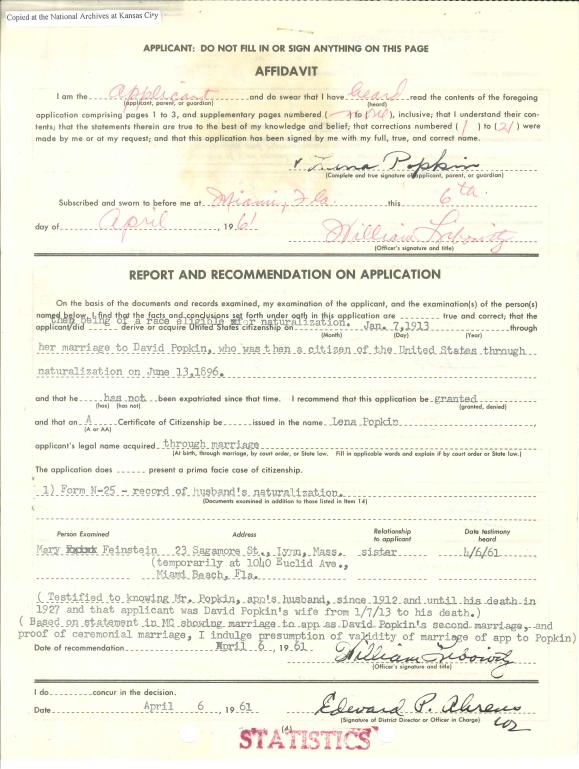 Copied at the National Archives at Kansas City
APPLICANT: DO NOT FILL IN OR SIGN ANYTHING ON THIS PAGE
AFFIDAVIT
I am the applicant and do swear that I have heard read the contents of the foregoing
(applicant, parent, or guardian) (heard)
application comprising pages 1 to 3, and supplementary pages numbered ( ) to ( ), inclusive; that I understand their con-
tents; that the statements therein are true to the best of my knowledge and belief; that corrections numbered ( 1 ) to ( 2 ) were
made by me or at my request; and that this application has been signed by me with my full, true, and correct name.
Popkin
(Complete and true signature of applicant, parent, or guardian)
Subscribed and sworn to before me at Miami, Fla. this 6th
day of April , 19 61 William
(Officer's signature and title)
REPORT AND RECOMMENDATION ON APPLICATION
On the basis of the documents and records examined, my examination of the applicant, and the examination(s) of the person(s)
named below, I find that the facts and conclusions set forth under oath in this application are true and correct; that the
then being of a race eligible for naturalization.
applicant/did derive or acquire United States citizenship on Jan. 7,1913 through
(Month) (Day) (Year)
her marriage to David Popkin, who was then a citizen of the United States through
naturalization on June 13,1896.
and that he has not been expatriated since that time. I recommend that this application be granted
(has) (has not) (granted, denied)
and that an A Certificate of Citizenship be issued in the name Lena Popkin ,
(A or AA)
applicant's legal name acquired through marriage
(At birth, through marriage, by court order, or State law. Fill in applicable words and explain if by court order or State law.)
The application does present a prima facie case of citizenship.
1) Form N-25 - record of husband's naturalization.
(Documents examined in addition to those listed in Item 14)
Person Examined Address Relationship to applicant Date testimony heard
Mary Feinstein 23 Sagamore St., Lynn, Mass. sister 4/6/61
(temporarily at 1040 Euclid Ave.,
Miami Beach, Fla.
( Testified to knowing Mr. Popkin, app's husband, since 1912 and until his death in
1927 and that applicant was David Popkin's wife from 1/7/13 to his death.)
( Based on statement in MC showing marriage to app as David Popkin's second marriage, and
proof of ceremonial marriage, I indulge presumption of validity of marriage of app to Popkin)
Date of recommendation April 6 , 19 61 William
(Officer's signature and title)
I do concur in the decision.
Date April 6 , 19 61 Edward P. Ahrens
(Signature of District Director or Officer in Charge)
(4)
STATISTICS